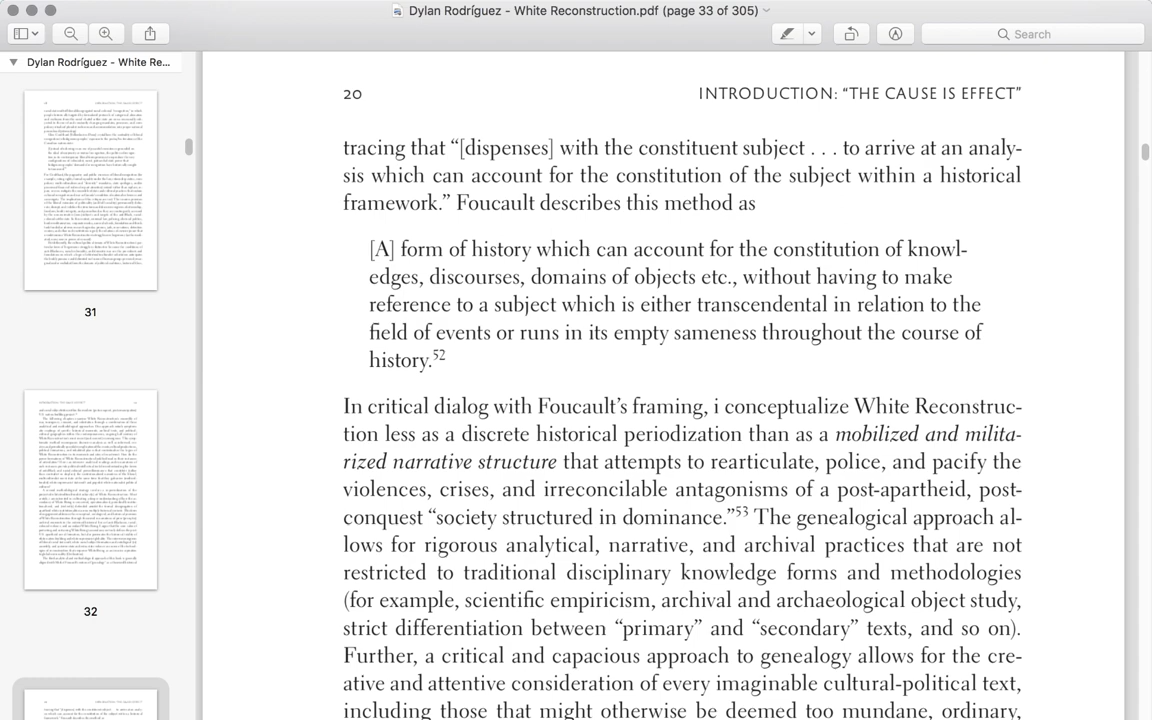 Dylan Rodríguez - White Reconstruction.pdf (page 33 of 305)
Search
Dylan Rodríguez - White Re...
31
32
20
INTRODUCTION: “THE CAUSE IS EFFECT”
tracing that “[dispenses] with the constituent subject . . . to arrive at an analy-
sis which can account for the constitution of the subject within a historical
framework.” Foucault describes this method as
[A] form of history which can account for the constitution of knowl-
edges, discourses, domains of objects etc., without having to make
reference to a subject which is either transcendental in relation to the
field of events or runs in its empty sameness throughout the course of
history.52
In critical dialog with Foucault’s framing, i conceptualize White Reconstruc-
tion less as a discrete historical periodization than as a mobilized and milita-
rized narrative structure that attempts to rearticulate, police, and pacify the
violences, crises, and irreconcilable antagonisms of a post-apartheid, post-
conquest “society structured in dominance.”53 The genealogical approach al-
lows for rigorous analytical, narrative, and archival practices that are not
restricted to traditional disciplinary knowledge forms and methodologies
(for example, scientific empiricism, archival and archaeological object study,
strict differentiation between “primary” and “secondary” texts, and so on).
Further, a critical and capacious approach to genealogy allows for the cre-
ative and attentive consideration of every imaginable cultural-political text,
including those that might otherwise be deemed too mundane, ordinary,